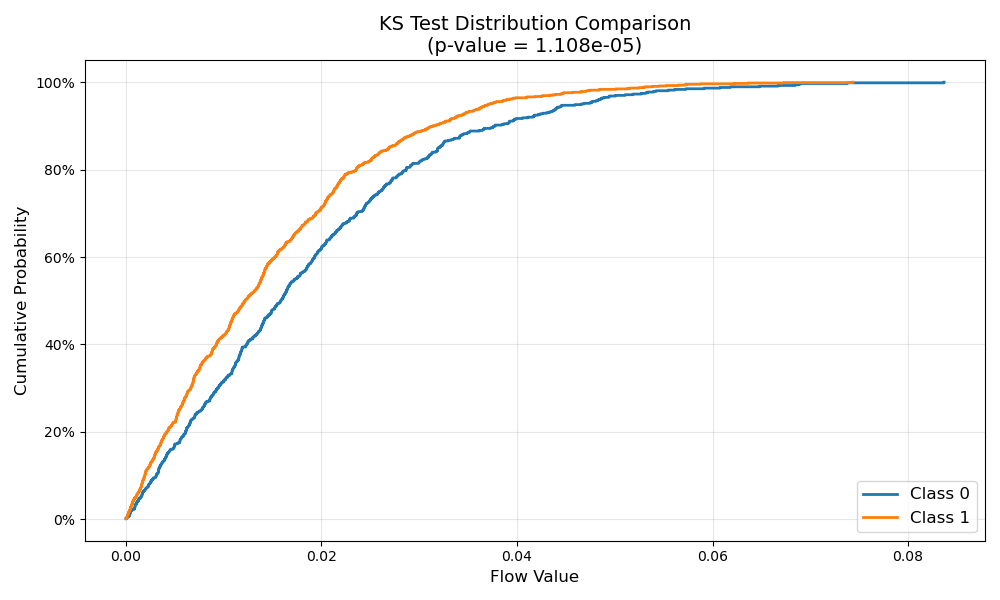 KS Test Distribution Comparison
(p-value = 1.108e-05)
Cumulative Probability
100%
80%
60%
40%
20%
0%
0.00
0.02
0.04
0.06
0.08
Flow Value
Class 0
Class 1